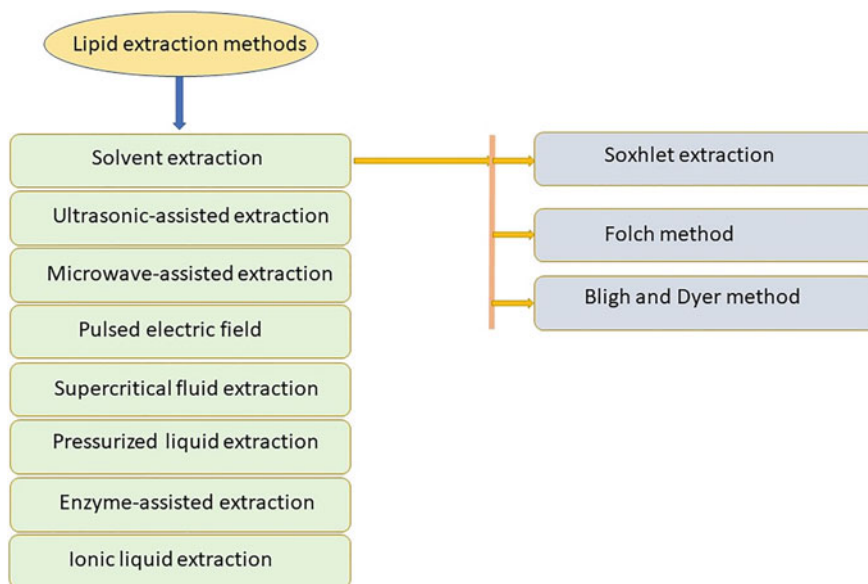 Lipid extraction methods
Solvent extraction
Ultrasonic-assisted extraction
Microwave-assisted extraction
Pulsed electric field
Supercritical fluid extraction
Pressurized liquid extraction
Enzyme-assisted extraction
Ionic liquid extraction
Soxhlet extraction
Folch method
Bligh and Dyer method